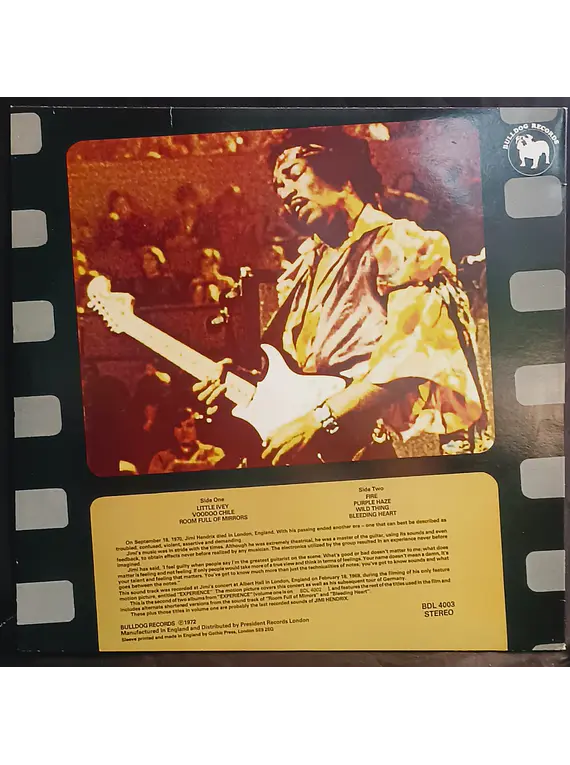 BULLDOG RECORDS
Side One
LITTLE IVEY
VOODOO CHILE
ROOM FULL OF MIRRORS
Side Two
FIRE
PURPLE HAZE
WILD THING
BLEEDING HEART
On September 18, 1970, Jimi Hendrix died in London, England. With his passing ended another era – one that can best be described as
troubled, confused, violent, assertive and demanding.
Jimi's music was in stride with the times. Although he was extremely theatrical, he was a master of the guitar, using its sounds and even
feedback, to obtain effects never before realized by any musician. The electronics utilized by the group resulted in an experience never before
imagined.
Jimi has said, 'I feel guilty when people say I'm the greatest guitarist on the scene. What's good or bad doesn't matter to me; what does
matter is feeling and not feeling. If only people would take more of a true view and think in terms of feelings. Your name doesn't mean a damn, it's
your talent and feeling that matters. You've got to know much more than just the technicalities of notes; you've got to know sounds and what
goes between the notes.'
This sound track was recorded at Jimi's concert at Albert Hall in London, England on February 18, 1969, during the filming of his only feature
motion picture, entitled "EXPERIENCE". The motion picture covers this concert as well as his subsequent tour of Germany.
This is the second of two albums from "EXPERIENCE" (volume one is on BDL 4002 ), and features the rest of the titles used in the film and
includes alternate shortened versions from the sound track of "Room Full of Mirrors" and "Bleeding Heart".
These plus those titles in volume one are probably the last recorded sounds of JIMI HENDRIX.
BDL 4003
STEREO
BULLDOG RECORDS ℗1972
Manufactured in England and Distributed by President Records London
Sleeve printed and made in England by Gothic Press, London SE8 2SQ